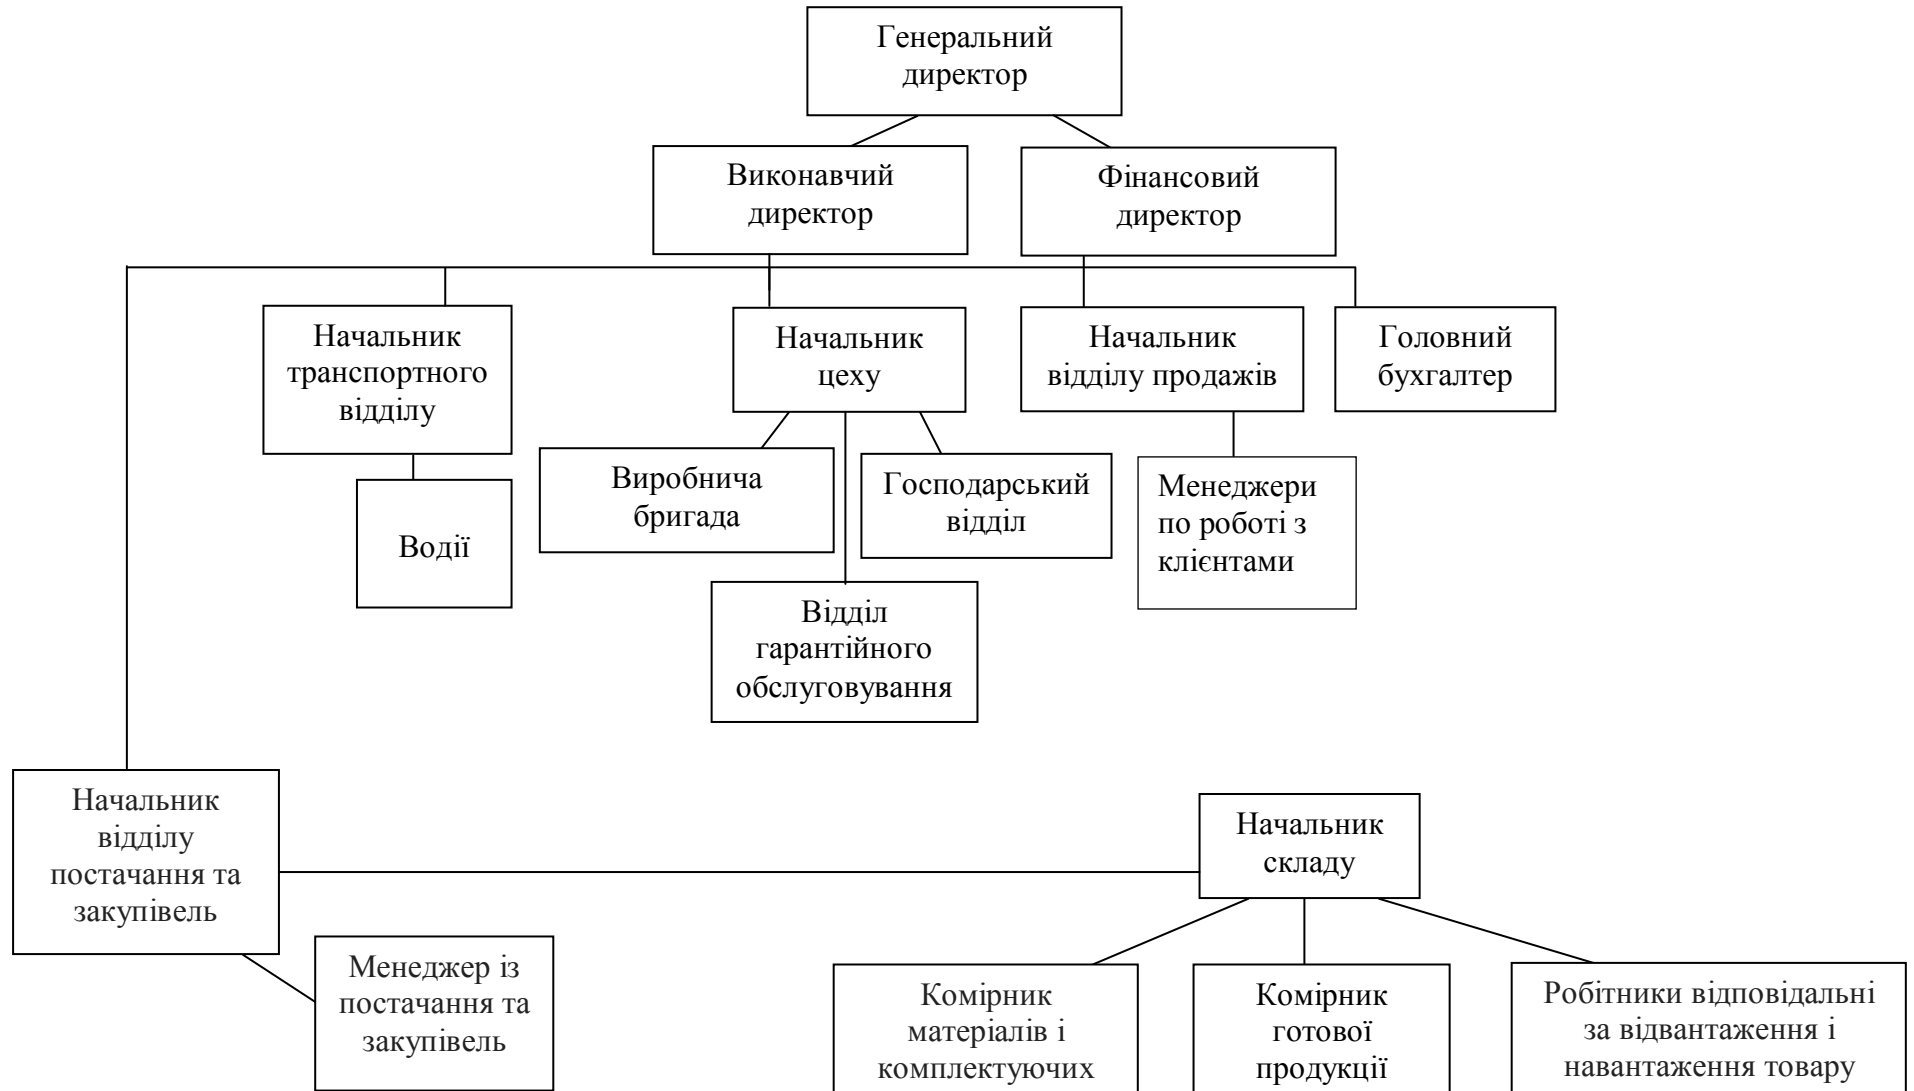 Генеральний
директор
Виконавчий
директор
Фінансовий
директор
Начальник
транспортного
відділу
Начальник
цеху
Начальник
відділу продажів
Головний
бухгалтер
Виробнича
бригада
Господарський
відділ
Менеджери
по роботі з
клієнтами
Водії
Відділ
гарантійного
обслуговування
Начальник
відділу
постачання та
закупівель
Начальник
складу
Менеджер із
постачання та
закупівель
Комірник
матеріалів і
комплектуючих
Комірник
готової
продукції
Робітники відповідальні
за відвантаження і
навантаження товару